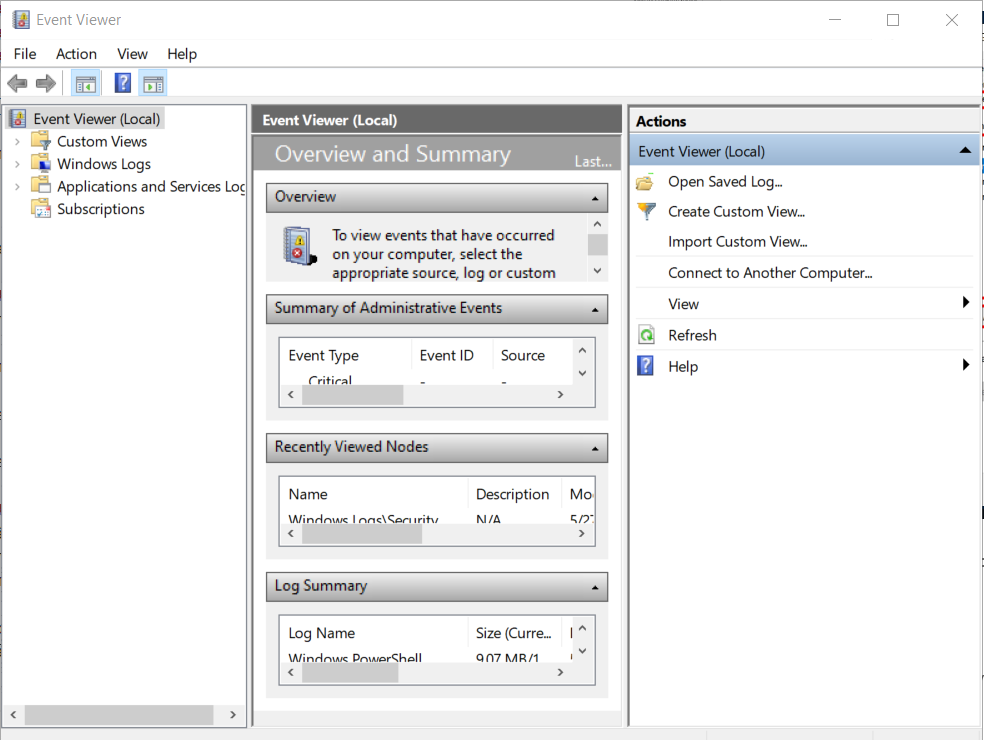 Event Viewer
File Action View Help
Event Viewer (Local)
Custom Views
Windows Logs
Applications and Services Log
Subscriptions
Event Viewer (Local)
Overview and Summary
Last...
Overview
To view events that have occurred
on your computer, select the
appropriate source, log or custom
Summary of Administrative Events
Event Type Event ID Source
Critical - -
Recently Viewed Nodes
Name Description Mo
Windows Logs\Security N/A 5/27
Log Summary
Log Name Size (Curre...
Windows PowerShell 9.07 MB/1
Actions
Event Viewer (Local)
Open Saved Log...
Create Custom View...
Import Custom View...
Connect to Another Computer...
View
Refresh
Help